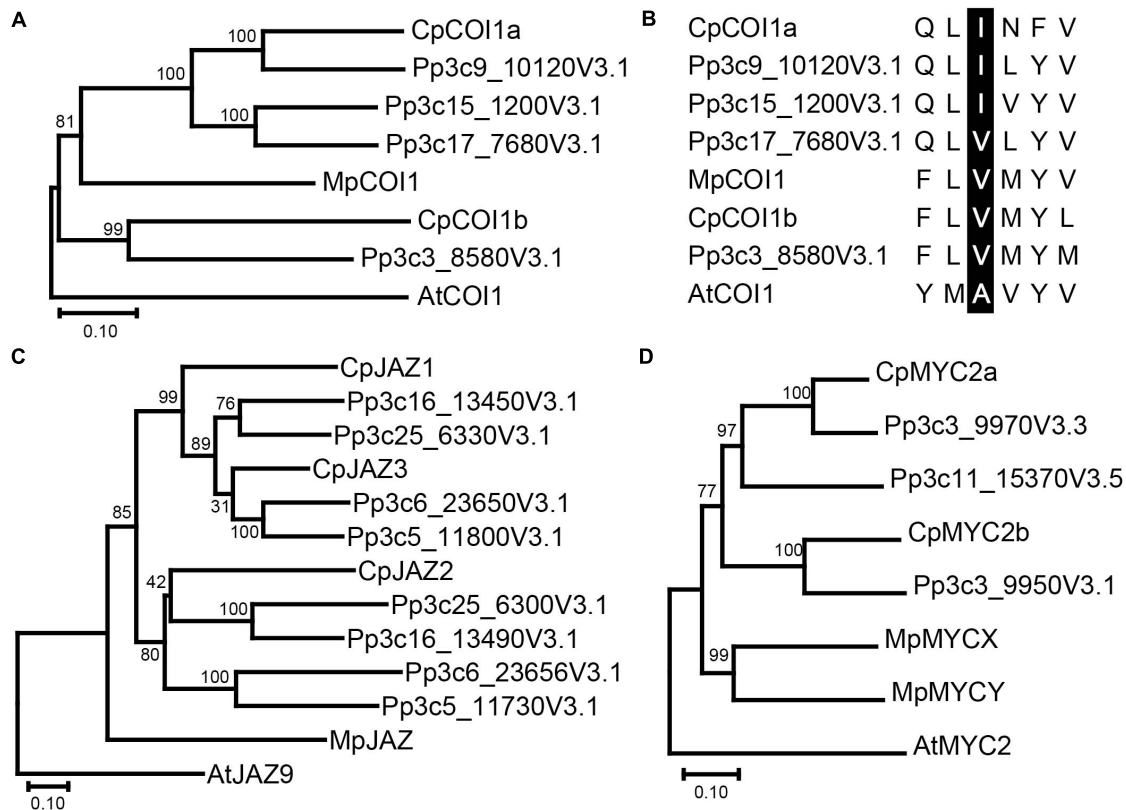 A
100
CpCOI1a
Pp3c9_10120V3.1
100
100
Pp3c15_1200V3.1
Pp3c17_7680V3.1
81
MpCOI1
99
CpCOI1b
Pp3c3_8580V3.1
AtCOI1
0.10
B
CpCOI1a Q L I N F V
Pp3c9_10120V3.1 Q L I L Y V
Pp3c15_1200V3.1 Q L I V Y V
Pp3c17_7680V3.1 Q L V L Y V
MpCOI1 F L V M Y V
CpCOI1b F L V M Y L
Pp3c3_8580V3.1 F L V M Y M
AtCOI1 Y M A V Y V
C
CpJAZ1
99
76
Pp3c16_13450V3.1
Pp3c25_6330V3.1
89
CpJAZ3
31
Pp3c6_23650V3.1
100
Pp3c5_11800V3.1
85
CpJAZ2
42
100
Pp3c25_6300V3.1
Pp3c16_13490V3.1
80
100
Pp3c6_23656V3.1
Pp3c5_11730V3.1
MpJAZ
AtJAZ9
0.10
D
CpMYC2a
100
Pp3c3_9970V3.3
97
Pp3c11_15370V3.5
77
CpMYC2b
100
Pp3c3_9950V3.1
MpMYCX
99
MpMYCY
AtMYC2
0.10